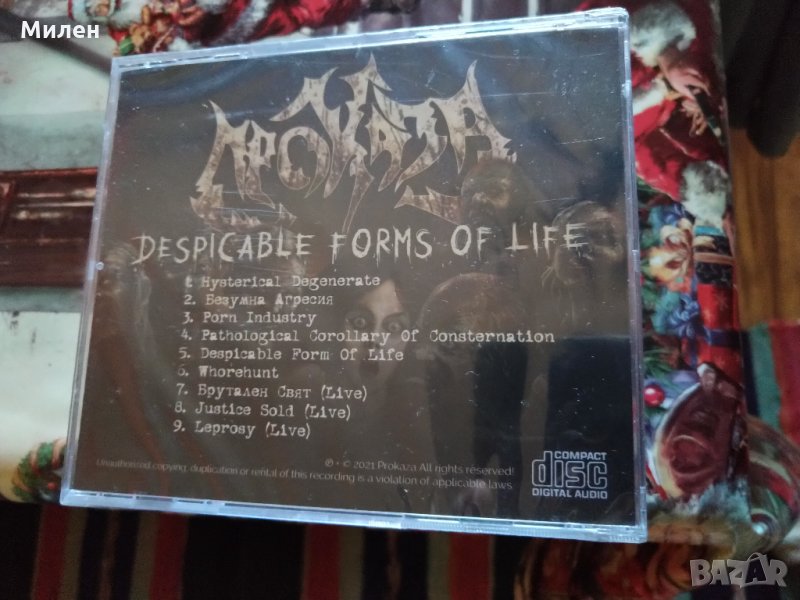 Милен
ПРОКАЗА
DESPICABLE FORMS OF LIFE
1. Hysterical Degenerate
2. Безумна Агресия
3. Porn Industry
4. Pathological Corollary Of Consternation
5. Despicable Form Of Life
6. Whorehunt
7. Брутален Свят (Live)
8. Justice Sold (Live)
9. Leprosy (Live)
℗ · © 2021 Prokaza All rights reserved!
Unauthorised copying, duplication or rental of this recording is a violation of applicable laws
COMPACT
disc
DIGITAL AUDIO
BAZAR